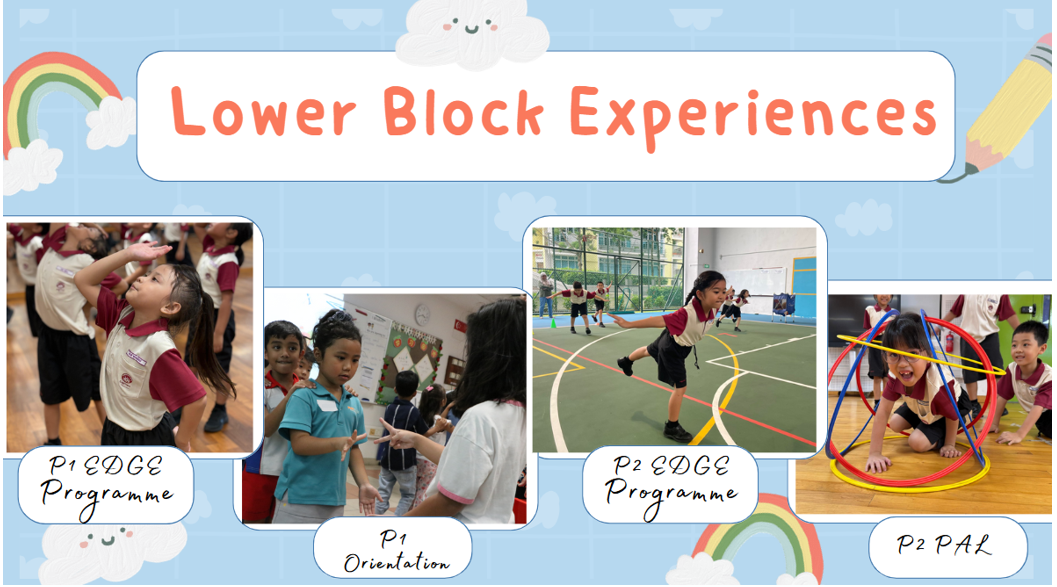 Lower Block Experiences
P1 EDGE
Programme
P1
Orientation
P2 EDGE
Programme
P2 PAL